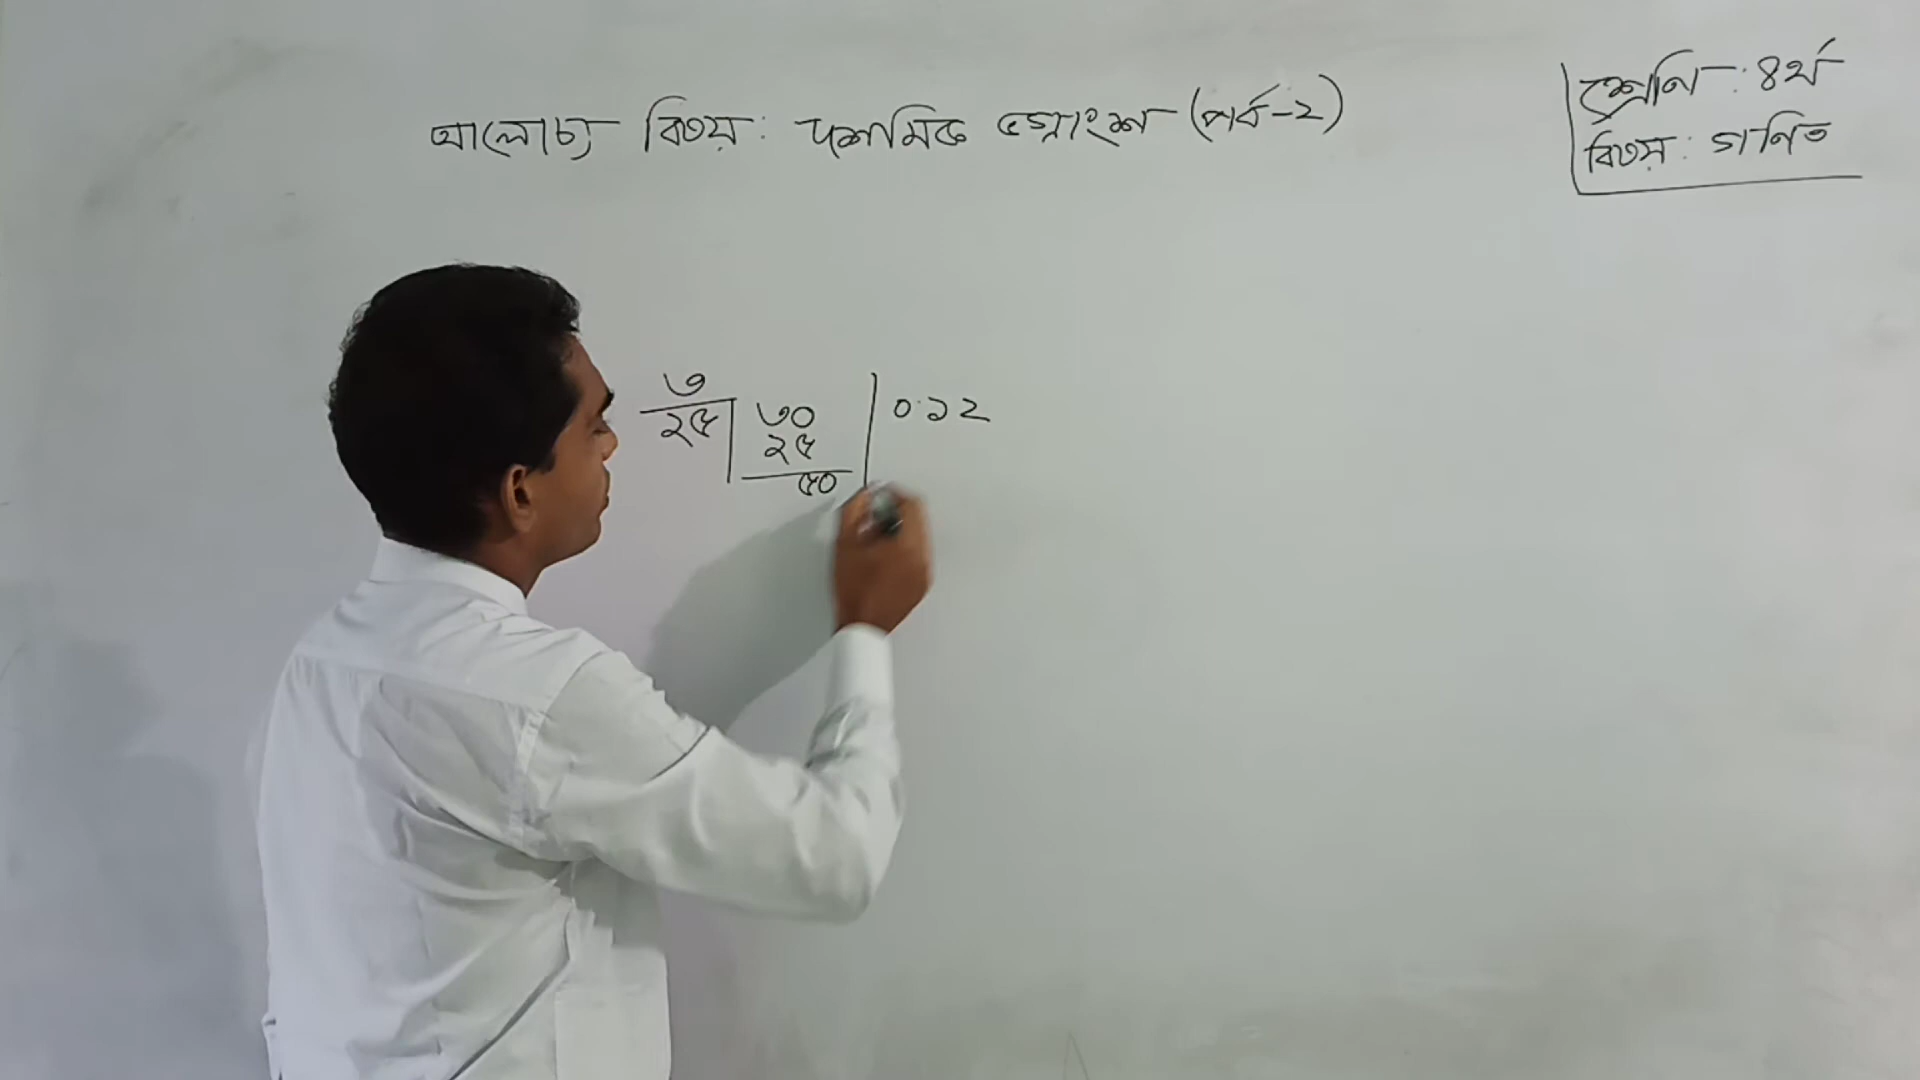 আলোচ্য বিষয়: দশমিক ভগ্নাংশ (পর্ব-২)
শ্রেণি: ৪র্থ
বিষয়: গণিত
৩
২৫ ৩০ ০.১২
২৫
৫০